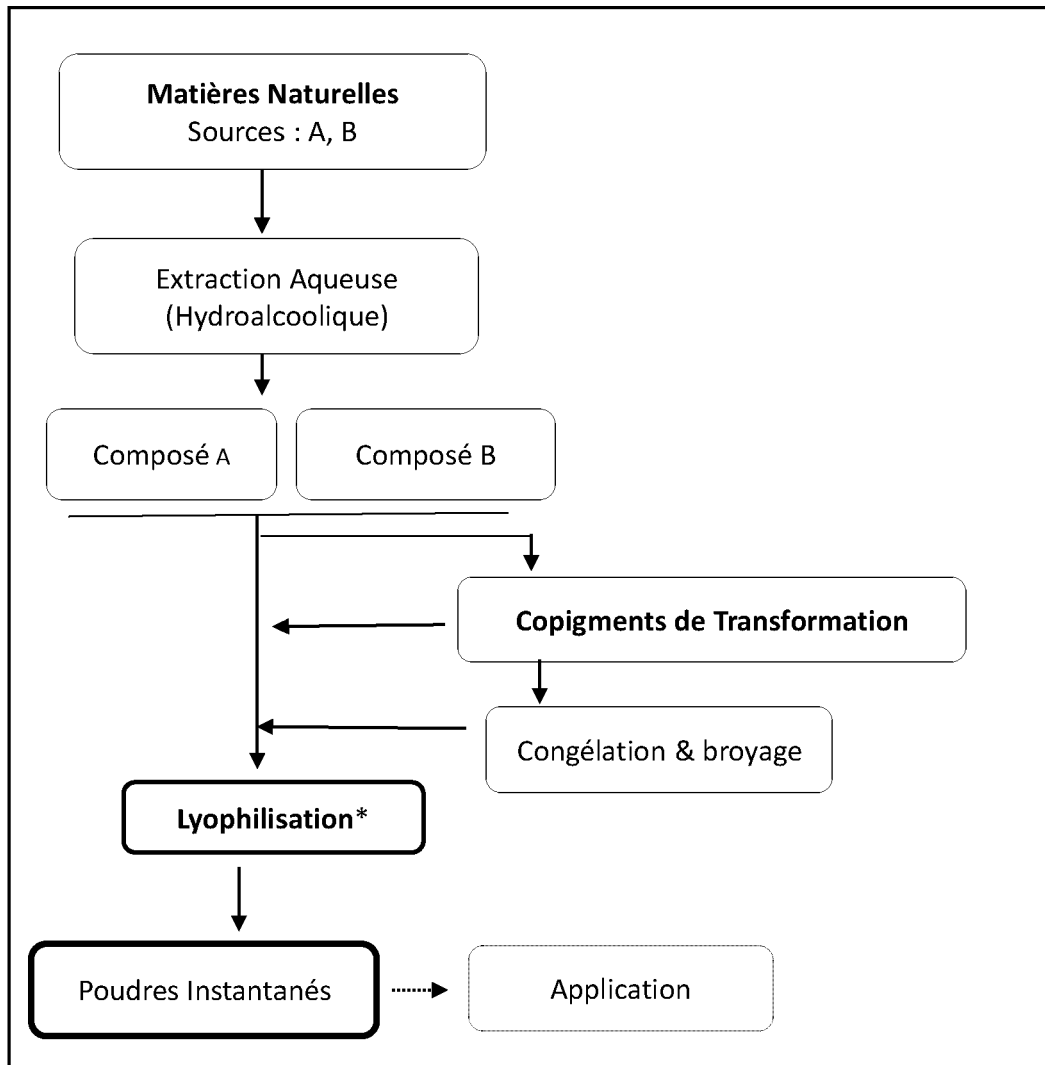 Matières Naturelles
Sources : A, B
Extraction Aqueuse
(Hydroalcoolique)
Composé A
Composé B
Copigments de Transformation
Congélation & broyage
Lyophilisation*
Poudres Instantanés
Application